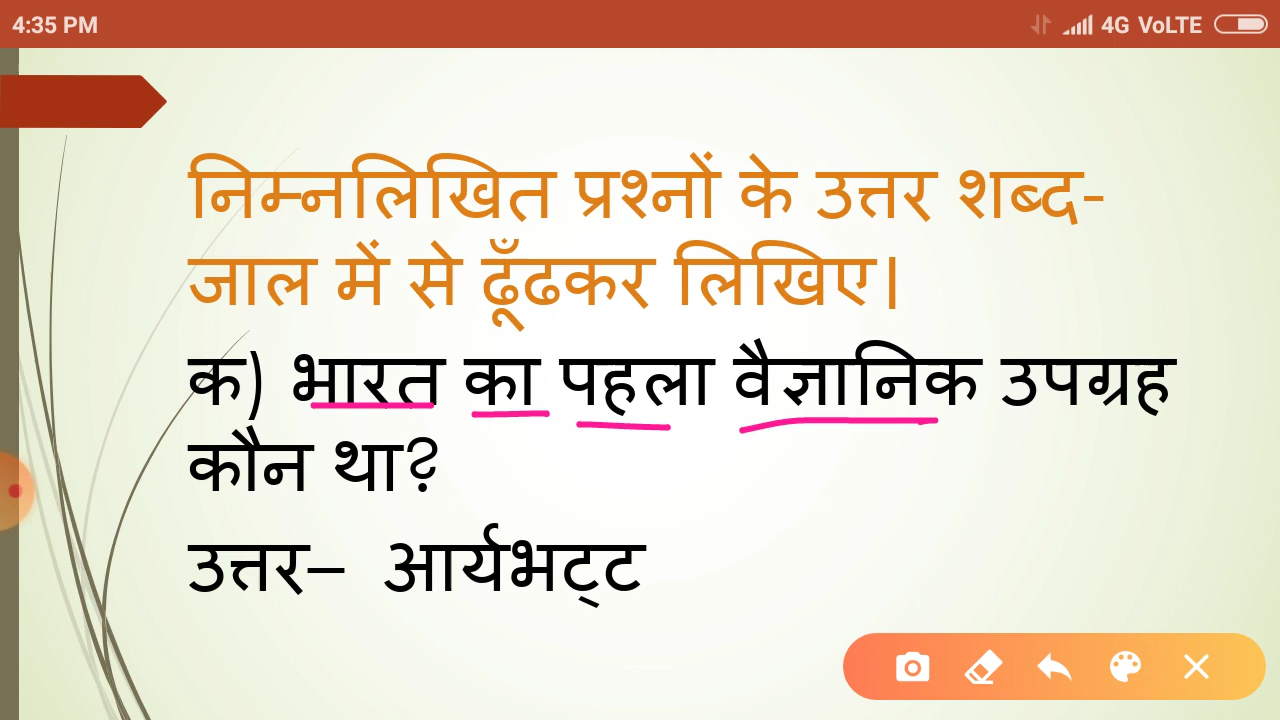 4:35 PM 4G VoLTE
निम्नलिखित प्रश्नों के उत्तर शब्द-
जाल में से ढूँढकर लिखिए।
क) भारत का पहला वैज्ञानिक उपग्रह
कौन था?
उत्तर– आर्यभट्ट